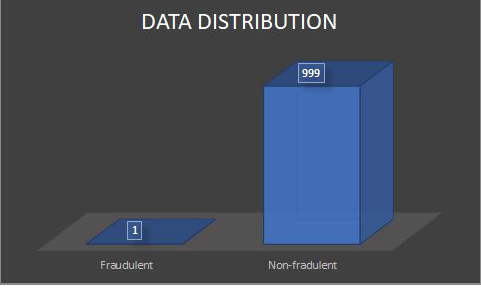 DATA DISTRIBUTION
999
1
Fraudulent
Non-fradulent